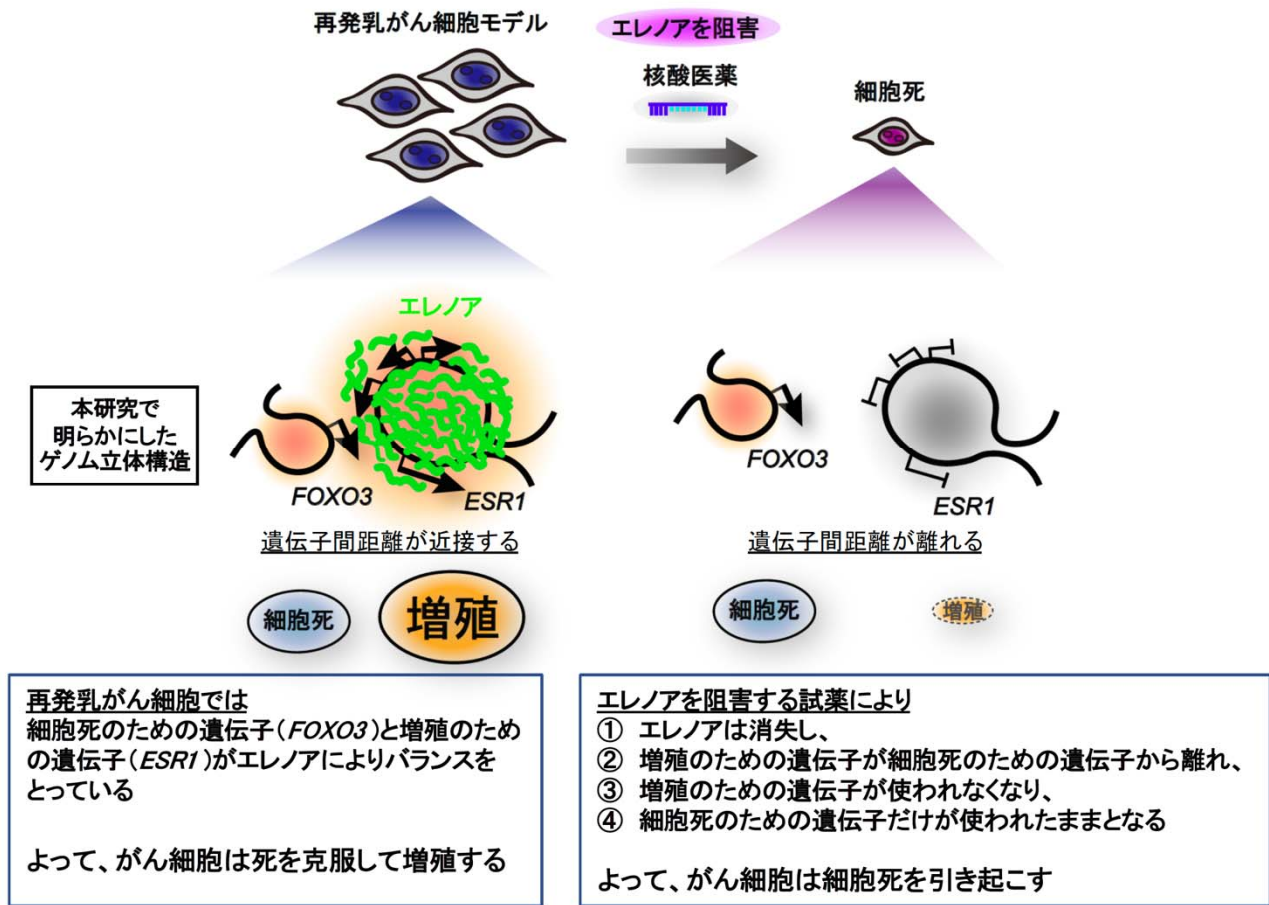 再発乳がん細胞モデル
エレノアを阻害
核酸医薬
細胞死
エレノア
本研究で
明らかにした
ゲノム立体構造
FOXO3
ESR1
FOXO3
ESR1
遺伝子間距離が近接する
遺伝子間距離が離れる
細胞死
増殖
細胞死
増殖
再発乳がん細胞では
細胞死のための遺伝子(FOXO3)と増殖のため
の遺伝子(ESR1)がエレノアによりバランスを
とっている
よって、がん細胞は死を克服して増殖する
エレノアを阻害する試薬により
① エレノアは消失し、
② 増殖のための遺伝子が細胞死のための遺伝子から離れ、
③ 増殖のための遺伝子が使われなくなり、
④ 細胞死のための遺伝子だけが使われたままとなる
よって、がん細胞は細胞死を引き起こす